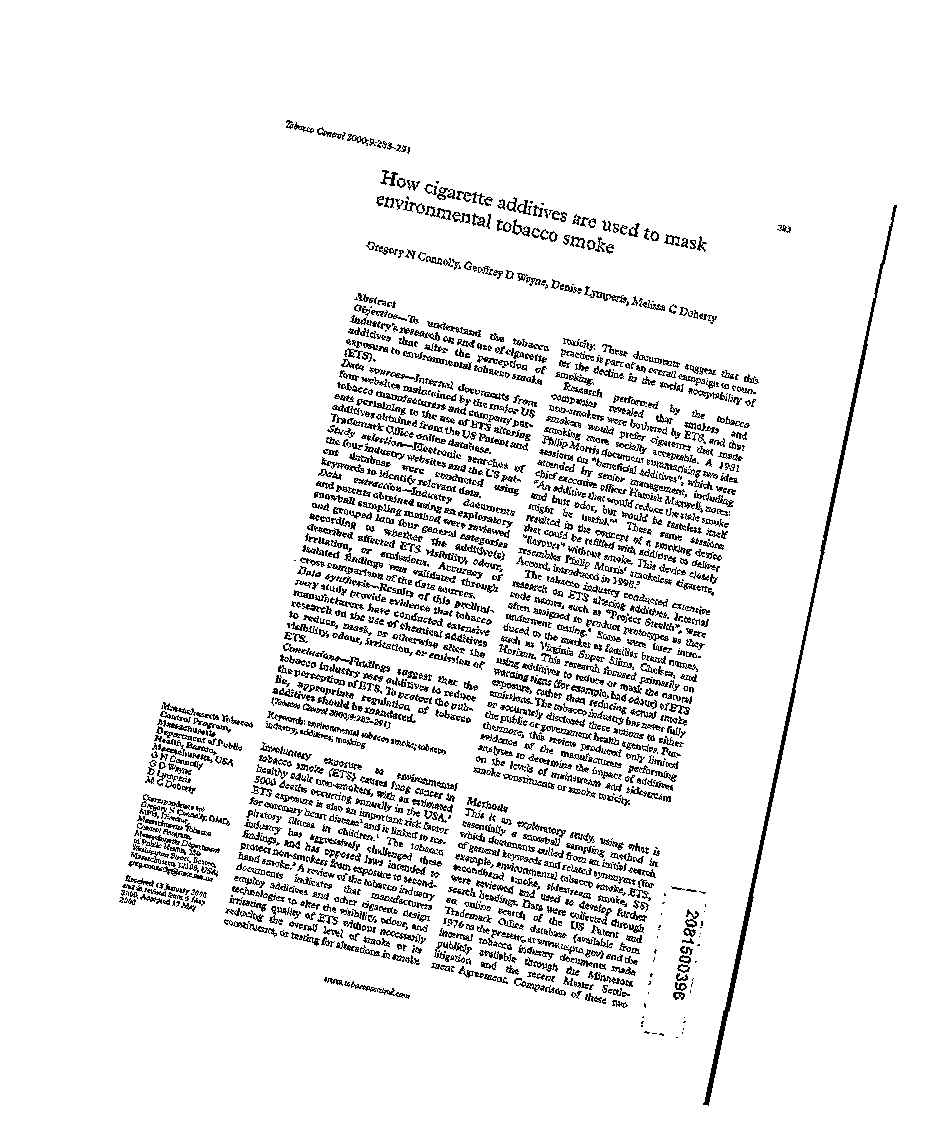 Tobacco Control 2000;9:283–291
283
How cigarette additives are used to mask
environmental tobacco smoke
Gregory N Connolly, Geoffrey D Wayne, Denise Lymperis, Melissa C Doherty
Abstract
Objective—To understand the tobacco
industry's research on and use of cigarette
additives that alter the perception of
exposure to environmental tobacco smoke
(ETS).
Data sources—Internal documents from
four websites maintained by the major US
tobacco manufacturers and company pat-
ents pertaining to the use of ETS altering
additives obtained from the US Patent and
Trademark Office online database.
Study selection—Electronic searches of
the four industry websites and the US pat-
ent database were conducted using
keywords to identify relevant data.
Data extraction—Industry documents
and patents obtained using an exploratory
snowball sampling method were reviewed
and grouped into four general categories
according to whether the additive(s)
described affected ETS visibility, odour,
irritation, or emissions. Accuracy of
isolated findings was validated through
cross comparison of the data sources.
Data synthesis—Results of this prelimi-
nary study provide evidence that tobacco
manufacturers have conducted extensive
research on the use of chemical additives
to reduce, mask, or otherwise alter the
visibility, odour, irritation, or emission of
ETS.
Conclusions—Findings suggest that the
tobacco industry uses additives to reduce
the perception of ETS. To protect the pub-
lic, appropriate regulation of tobacco
additives should be mandated.
(Tobacco Control 2000;9:283–291)
Keywords: environmental tobacco smoke; tobacco
industry, additives; masking
Involuntary exposure to environmental
tobacco smoke (ETS) causes lung cancer in
healthy adult non-smokers, with an estimated
5000 deaths occurring annually in the USA.
ETS exposure is also an important risk factor
for coronary heart disease and is linked to res-
piratory illness in children. The tobacco
industry has aggressively challenged these
findings, and has opposed laws intended to
protect non-smokers from exposure to second-
hand smoke. A review of the tobacco industry
documents indicates that manufacturers
employ additives and other cigarette design
technologies to alter the visibility, odour, and
irritating quality of ETS without necessarily
reducing the overall level of smoke or its
constituents, or testing for alterations in smoke
toxicity. These documents suggest that this
practice is part of an overall campaign to coun-
ter the decline in the social acceptability of
smoking.
Research performed by the tobacco
companies revealed that smokers and
non-smokers were bothered by ETS, and that
smokers would prefer cigarettes that made
smoking more socially acceptable. A 1981
Philip Morris document summarising two idea
sessions on "beneficial additives", which were
attended by senior management, including
chief executive officer Hamish Maxwell, notes:
"An additive that would reduce the stale smoke
and butt odor, but would be tasteless itself
might be useful." These same sessions
resulted in the concept of a smoking device
that could be refilled with additives to deliver
"flavour" without smoke. This device closely
resembles Philip Morris' smokeless cigarette,
Accord, introduced in 1998.
The tobacco industry conducted extensive
research on ETS altering additives. Internal
code names, such as "Project Stealth", were
often assigned to product prototypes as they
underwent testing. Some were later intro-
duced to the market as familiar brand names,
such as Virginia Super Slims, Chelsea, and
Horizon. This research focused primarily on
using additives to reduce or mask the natural
warning signs (for example, bad odour) of ETS
exposure, rather than reducing actual smoke
emissions. The tobacco industry has never fully
or accurately disclosed these actions to either
the public or government health agencies. Fur-
thermore, this review produced only limited
evidence of the manufacturers performing
analyses to determine the impact of additives
on the levels of mainstream and sidestream
smoke constituents or smoke toxicity.
Methods
This is an exploratory study, using what is
essentially a snowball sampling method in
which documents culled from an initial search
of general keywords and related synonyms (for
example, environmental tobacco smoke, ETS,
secondhand smoke, sidestream smoke, SS)
were reviewed and used to develop further
search headings. Data were collected through
an online search of the US Patent and
Trademark Office database (available from
1976 to the present, at www.uspto.gov) and the
internal tobacco industry documents made
publicly available through the Minnesota
litigation and the recent Master Settle-
ment Agreement. Comparison of these two
Massachusetts Tobacco
Control Program,
Massachusetts
Department of Public
Health, Boston,
Massachusetts, USA
G N Connolly
G D Wayne
D Lymperis
M C Doherty
Correspondence to:
Gregory N Connolly, DMD,
MPH, Director,
Massachusetts Tobacco
Control Program,
Massachusetts Department
of Public Health, 250
Washington Street, Boston,
Massachusetts 02108, USA;
Received 13 January 2000
and in revised form 5 May
2000. Accepted 17 May
2000
www.tobaccocontrol.com
2081500396